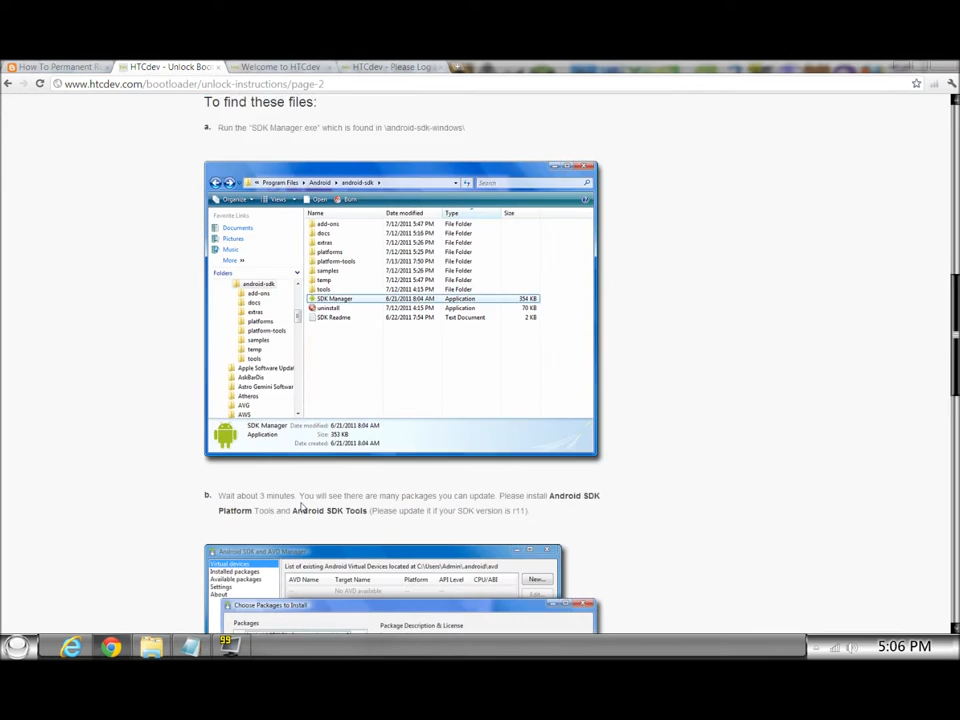 How To Permanent R
HTCdev - Unlock Boo
Welcome to HTCdev
HTCdev - Please Log
www.htcdev.com/bootloader/unlock-instructions/page-2
To find these files:
a. Run the "SDK Manager.exe" which is found in \android-sdk-windows\
Program Files Android android-sdk
Search
Organize Views Open Burn
Favorite Links
Documents
Pictures
Music
More »
Folders
android-sdk
add-ons
docs
extras
platforms
platform-tools
samples
temp
tools
Apple Software Updat
AskBarDis
Astro Gemini Softwar
Atheros
AVG
AWS
Name Date modified Type Size
add-ons 7/12/2011 5:47 PM File Folder
docs 7/12/2011 5:16 PM File Folder
extras 7/12/2011 5:26 PM File Folder
platforms 7/12/2011 5:25 PM File Folder
platform-tools 7/13/2011 7:50 PM File Folder
samples 7/12/2011 5:26 PM File Folder
temp 7/12/2011 5:47 PM File Folder
tools 7/12/2011 4:15 PM File Folder
SDK Manager 6/21/2011 8:04 AM Application 354 KB
uninstall 7/12/2011 4:15 PM Application 70 KB
SDK Readme 6/22/2011 7:54 PM Text Document 2 KB
SDK Manager Date modified: 6/21/2011 8:04 AM
Application Size: 353 KB
Date created: 6/21/2011 8:04 AM
b. Wait about 3 minutes. You will see there are many packages you can update. Please install Android SDK
Platform Tools and Android SDK Tools (Please update it if your SDK version is r11).
Android SDK and AVD Manager
Virtual devices
Installed packages
Available packages
Settings
About
List of existing Android Virtual Devices located at C:\Users\Admin\.android\avd
AVD Name Target Name Platform API Level CPU/ABI
No AVD available
New...
Edit...
Choose Packages to Install
Packages
Package Description & License
99
5:06 PM